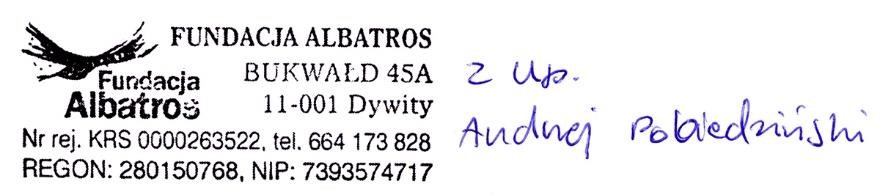 Fundacja
Albatros
FUNDACJA ALBATROS
BUKWAŁD 45A
11-001 Dywity
Nr rej. KRS 0000263522, tel. 664 173 828
REGON: 280150768, NIP: 7393574717
z up.
Andrzej Pobiedziński